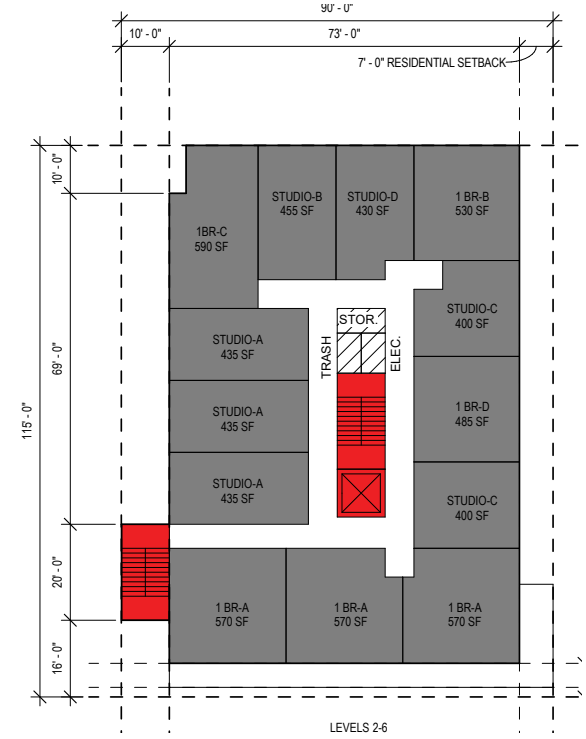 90' - 0"
10' - 0"
73' - 0"
7' - 0" RESIDENTIAL SETBACK
10' - 0"
69' - 0"
115' - 0"
20' - 0"
16' - 0"
1BR-C
590 SF
STUDIO-B
455 SF
STUDIO-D
430 SF
1 BR-B
530 SF
STUDIO-A
435 SF
STOR.
TRASH
ELEC.
STUDIO-C
400 SF
STUDIO-A
435 SF
1 BR-D
485 SF
STUDIO-A
435 SF
STUDIO-C
400 SF
1 BR-A
570 SF
1 BR-A
570 SF
1 BR-A
570 SF
LEVELS 2-6